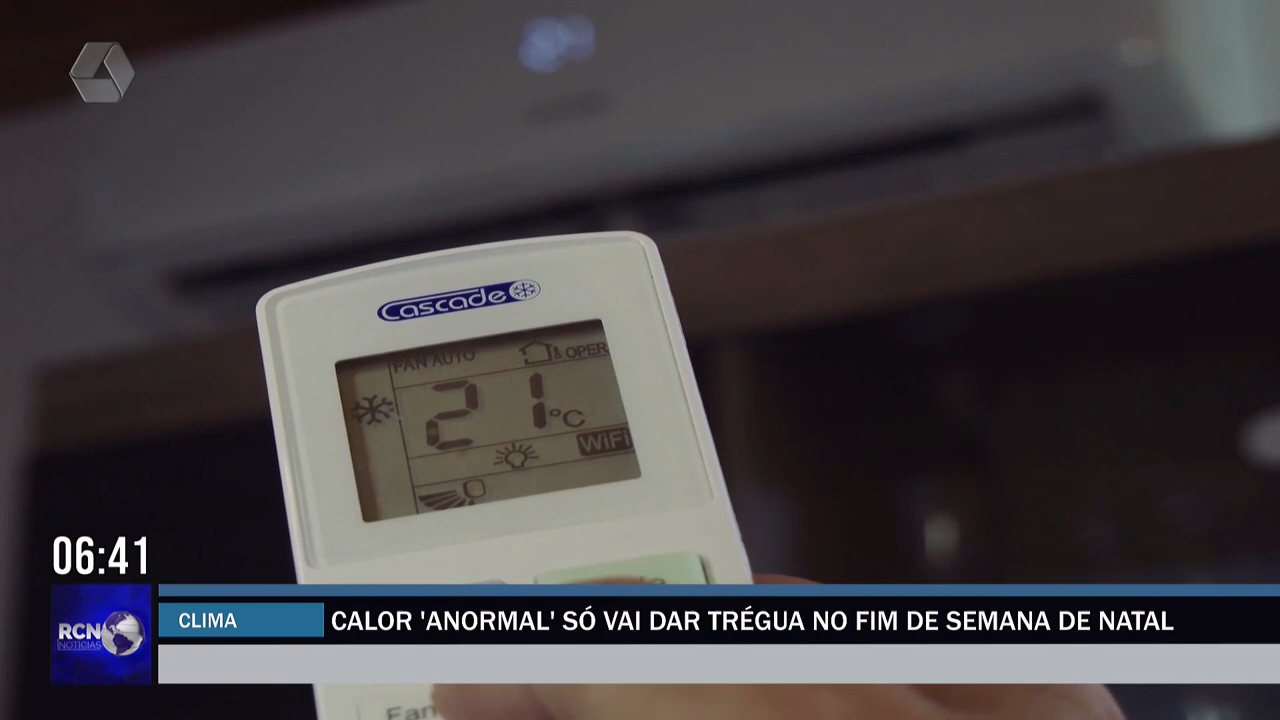 Cascade
FAN AUTO
OPER
21°C
WiFi
06:41
RCN
NOTÍCIAS
CLIMA
CALOR 'ANORMAL' SÓ VAI DAR TRÉGUA NO FIM DE SEMANA DE NATAL
Fan